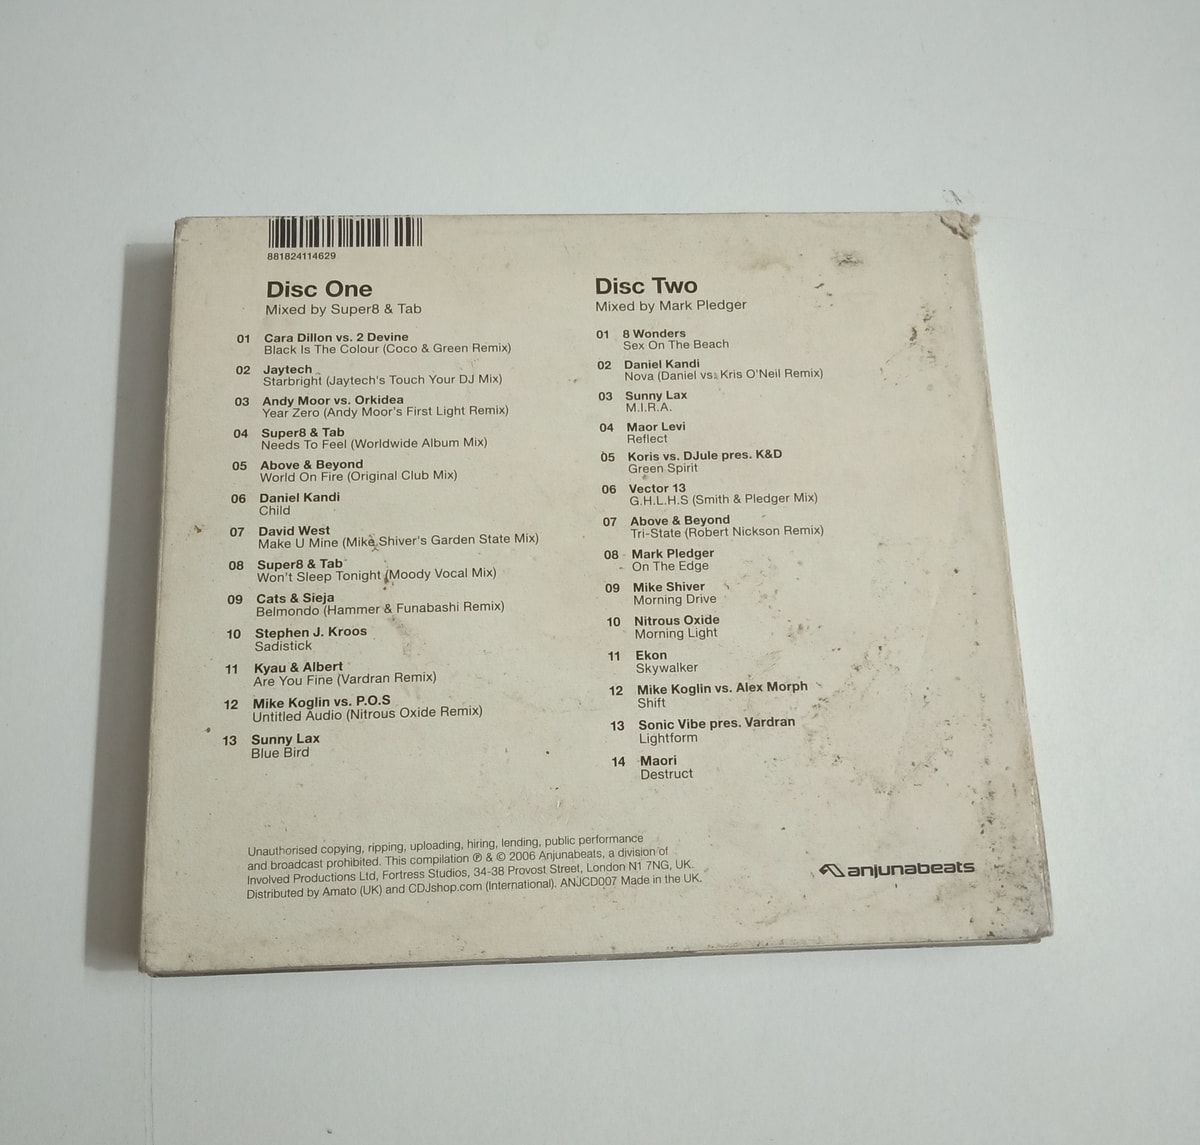 881824114629
Disc One
Mixed by Super8 & Tab
01 Cara Dillon vs. 2 Devine
Black Is The Colour (Coco & Green Remix)
02 Jaytech
Starbright (Jaytech's Touch Your DJ Mix)
03 Andy Moor vs. Orkidea
Year Zero (Andy Moor's First Light Remix)
04 Super8 & Tab
Needs To Feel (Worldwide Album Mix)
05 Above & Beyond
World On Fire (Original Club Mix)
06 Daniel Kandi
Child
07 David West
Make U Mine (Mike Shiver's Garden State Mix)
08 Super8 & Tab
Won't Sleep Tonight (Moody Vocal Mix)
09 Cats & Sieja
Belmondo (Hammer & Funabashi Remix)
10 Stephen J. Kroos
Sadistick
11 Kyau & Albert
Are You Fine (Vardran Remix)
12 Mike Koglin vs. P.O.S
Untitled Audio (Nitrous Oxide Remix)
13 Sunny Lax
Blue Bird
Disc Two
Mixed by Mark Pledger
01 8 Wonders
Sex On The Beach
02 Daniel Kandi
Nova (Daniel vs. Kris O'Neil Remix)
03 Sunny Lax
M.I.R.A.
04 Maor Levi
Reflect
05 Koris vs. DJule pres. K&D
Green Spirit
06 Vector 13
G.H.L.H.S (Smith & Pledger Mix)
07 Above & Beyond
Tri-State (Robert Nickson Remix)
08 Mark Pledger
On The Edge
09 Mike Shiver
Morning Drive
10 Nitrous Oxide
Morning Light
11 Ekon
Skywalker
12 Mike Koglin vs. Alex Morph
Shift
13 Sonic Vibe pres. Vardran
Lightform
14 Maori
Destruct
Unauthorised copying, ripping, uploading, hiring, lending, public performance
and broadcast prohibited. This compilation ℗ & © 2006 Anjunabeats, a division of
Involved Productions Ltd, Fortress Studios, 34-38 Provost Street, London N1 7NG, UK.
Distributed by Amato (UK) and CDJshop.com (International). ANJCD007 Made in the UK.
anjunabeats